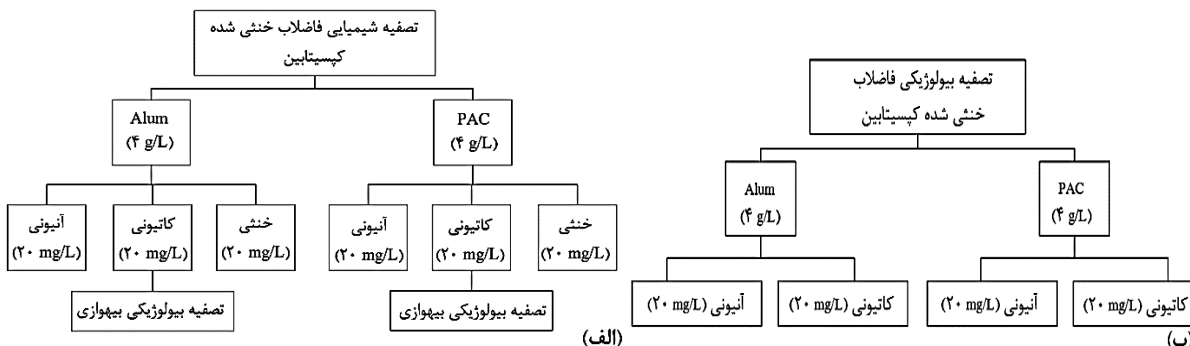 تصفیه شیمیایی فاضلاب خنثی شده
کپسیتابین
Alum
(۴ g/L)
PAC
(۴ g/L)
آنیونی
(۲۰ mg/L)
کاتیونی
(۲۰ mg/L)
خنثی
(۲۰ mg/L)
آنیونی
(۲۰ mg/L)
کاتیونی
(۲۰ mg/L)
خنثی
(۲۰ mg/L)
تصفیه بیولوژیکی بیهوازی
تصفیه بیولوژیکی بیهوازی
(الف)
تصفیه بیولوژیکی فاضلاب
خنثی شده کپسیتابین
Alum
(۴ g/L)
PAC
(۴ g/L)
آنیونی (۲۰ mg/L)
کاتیونی (۲۰ mg/L)
آنیونی (۲۰ mg/L)
کاتیونی (۲۰ mg/L)
(ب)